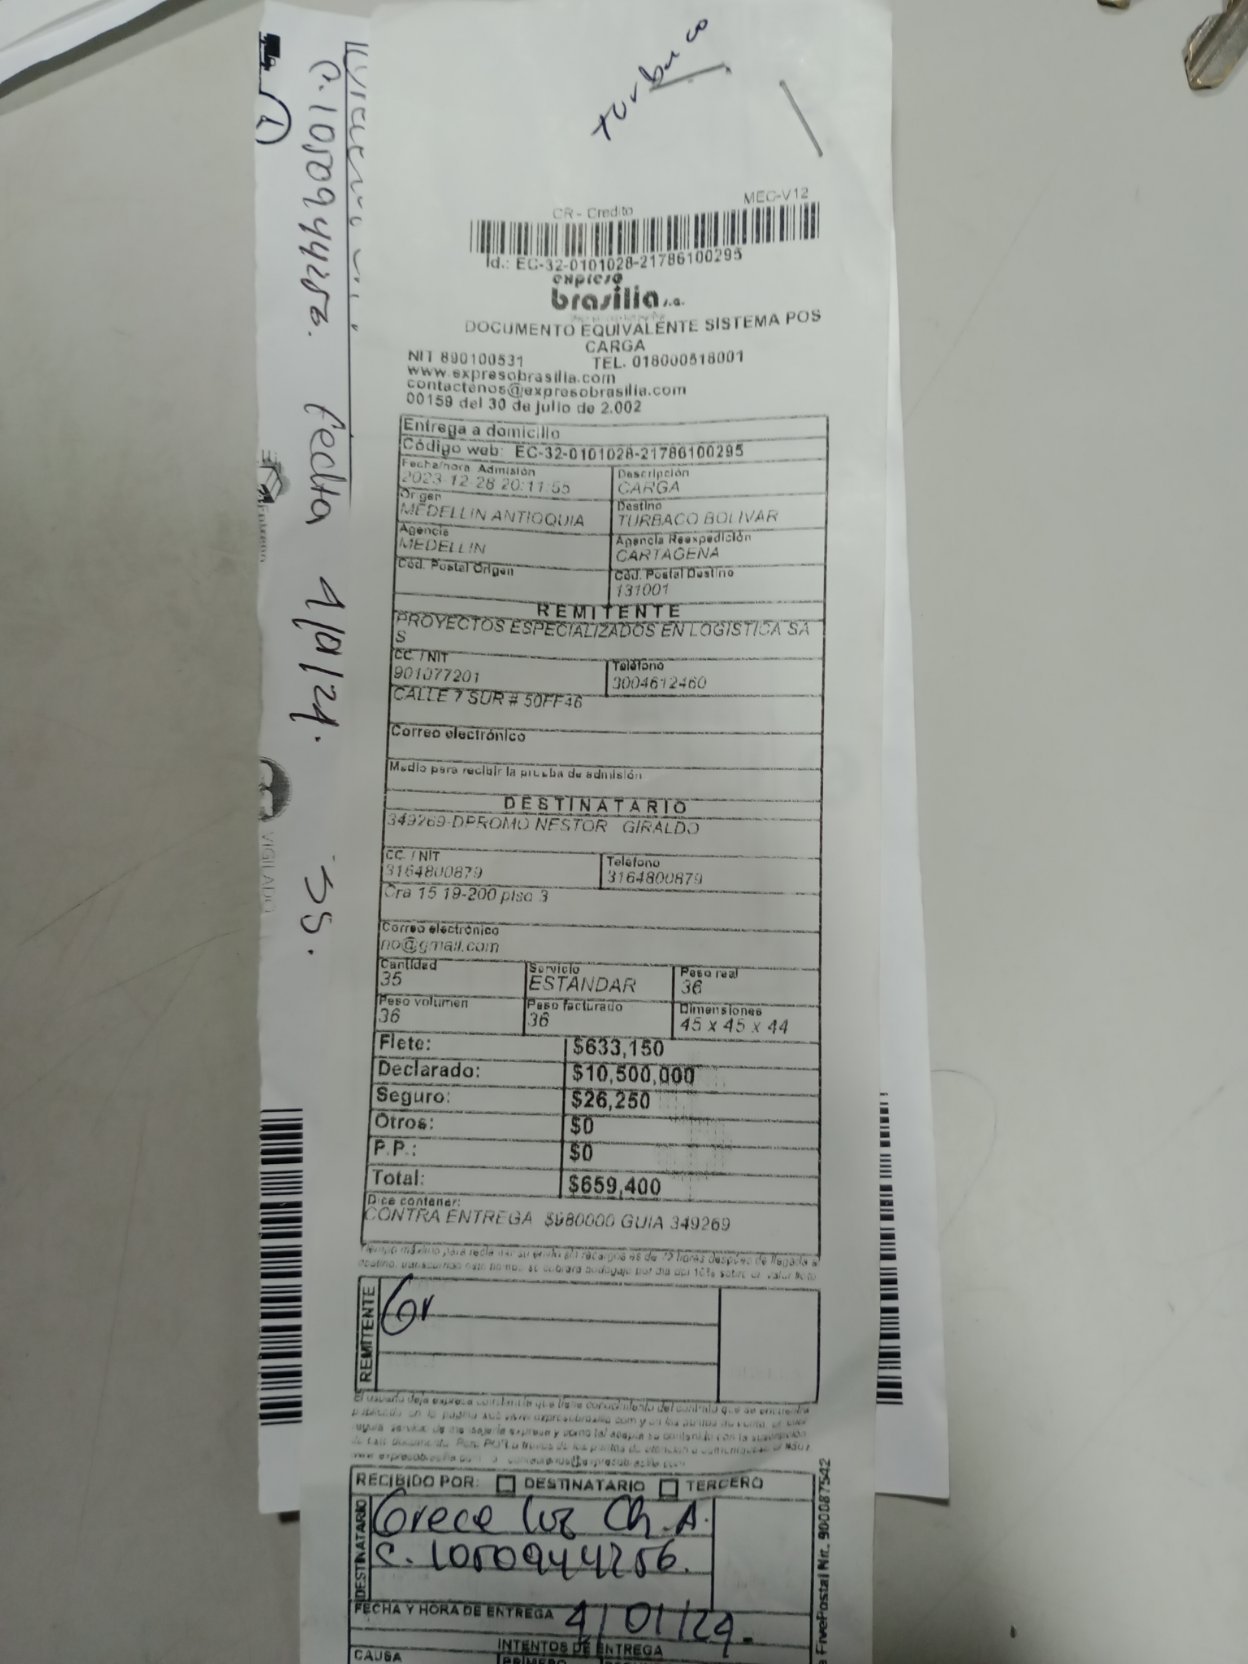 Turbaco
MEC-V12
CR - Credito
Id.: EC-32-0101028-21786100295
expreso
brasilia s.a.
DOCUMENTO EQUIVALENTE SISTEMA POS
CARGA
NIT 890100531 TEL. 018000518001
www.expresobrasilia.com
contactenos@expresobrasilia.com
00159 del 30 de julio de 2.002
Entrega a domicilio
Código web: EC-32-0101028-21786100295
Fecha/hora Admisión Descripción
2023-12-28 20:11:55 CARGA
Origen Destino
MEDELLIN ANTIOQUIA TURBACO BOLIVAR
Agencia Agencia Reexpedición
MEDELLIN CARTAGENA
Cód. Postal Origen Cód. Postal Destino
131001
REMITENTE
PROYECTOS ESPECIALIZADOS EN LOGISTICA SA
S
CC. / NIT Teléfono
901077201 3004612460
CALLE 7 SUR # 50FF46
Correo electrónico
Medio para recibir la prueba de admisión
DESTINATARIO
349269-DPROMO NESTOR GIRALDO
CC. / NIT Teléfono
3164800879 3164800879
Cra 15 19-200 piso 3
Correo electrónico
no@gmail.com
Cantidad Servicio Peso real
35 ESTANDAR 36
Peso volumen Peso facturado Dimensiones
36 36 45 x 45 x 44
Flete: $633,150
Declarado: $10,500,000
Seguro: $26,250
Otros: $0
P.P.: $0
Total: $659,400
Dice contener:
CONTRA ENTREGA $980000 GUIA 349269
REMITENTE
Gr
RECIBIDO POR: DESTINATARIO TERCERO
DESTINATARIO
Grece luz Ch. A.
C. 1050944256.
FECHA Y HORA DE ENTREGA 4/01/24.
INTENTOS DE ENTREGA
CAUSA PRIMERO
FivePostal Nit. 900087542
fecha 4/01/24.
35.
VIGILADO